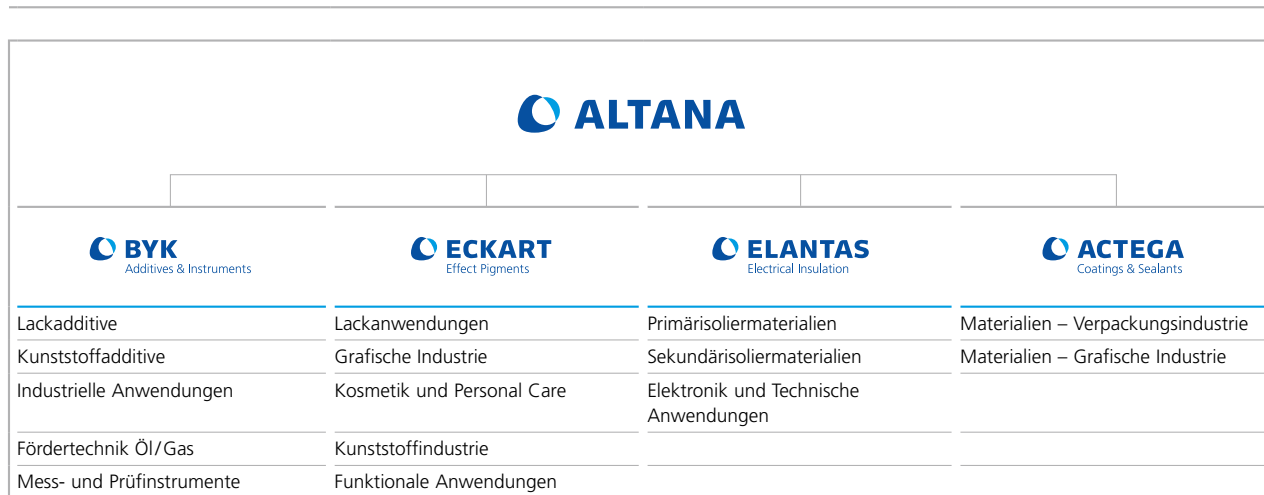 ALTANA
BYK
Additives & Instruments
ECKART
Effect Pigments
ELANTAS
Electrical Insulation
ACTEGA
Coatings & Sealants
Lackadditive
Lackanwendungen
Primärisoliermaterialien
Materialien – Verpackungsindustrie
Kunststoffadditive
Grafische Industrie
Sekundärisoliermaterialien
Materialien – Grafische Industrie
Industrielle Anwendungen
Kosmetik und Personal Care
Elektronik und Technische
Anwendungen
Fördertechnik Öl/Gas
Kunststoffindustrie
Mess- und Prüfinstrumente
Funktionale Anwendungen